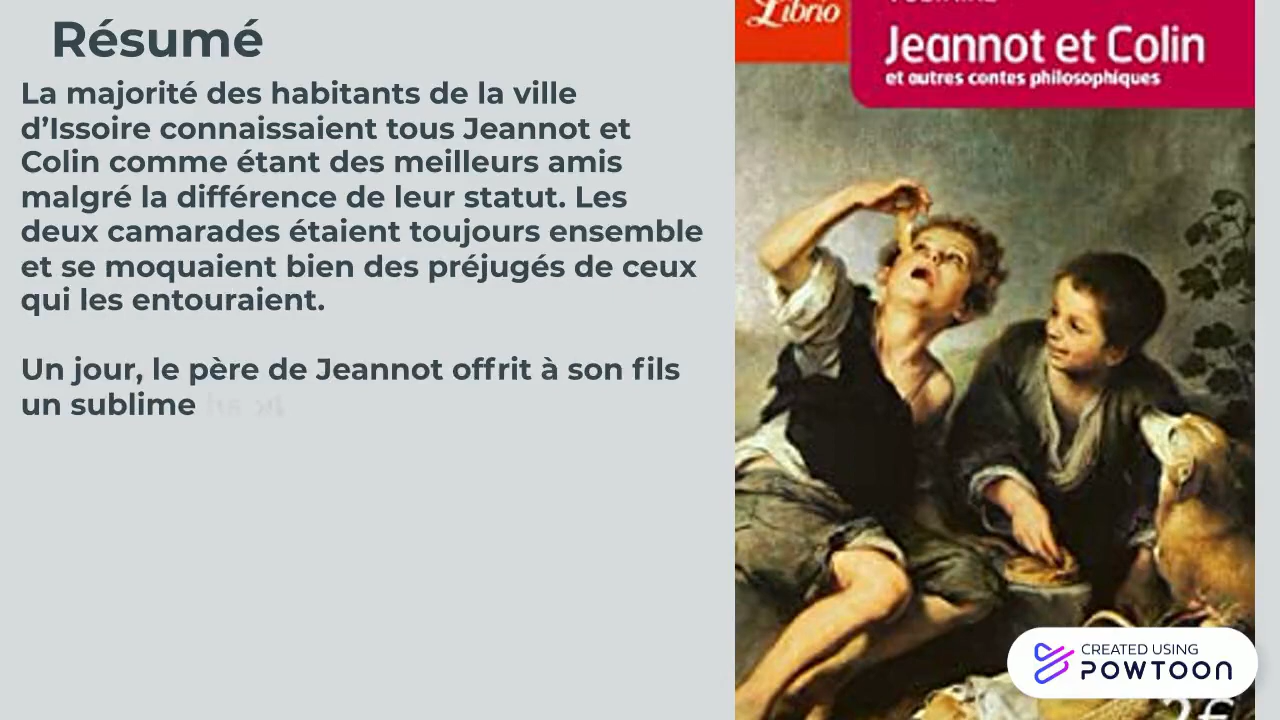 Résumé
La majorité des habitants de la ville
d’Issoire connaissaient tous Jeannot et
Colin comme étant des meilleurs amis
malgré la différence de leur statut. Les
deux camarades étaient toujours ensemble
et se moquaient bien des préjugés de ceux
qui les entouraient.
Un jour, le père de Jeannot offrit à son fils
un sublime
Librio
Jeannot et Colin
et autres contes philosophiques
2€
CREATED USING
POWTOON